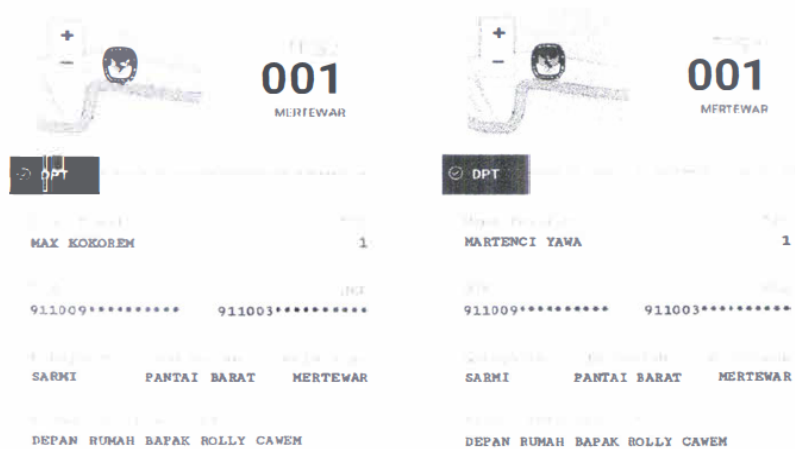 +
−
001
MERTEWAR
DPT
MAX KOKOREM 1
911009********** 911003**********
SARMI PANTAI BARAT MERTEWAR
DEPAN RUMAH BAPAK ROLLY CAWEM
+
−
001
MERTEWAR
DPT
MARTENCI YAWA 1
911009********** 911003**********
SARMI PANTAI BARAT MERTEWAR
DEPAN RUMAH BAPAK ROLLY CAWEM